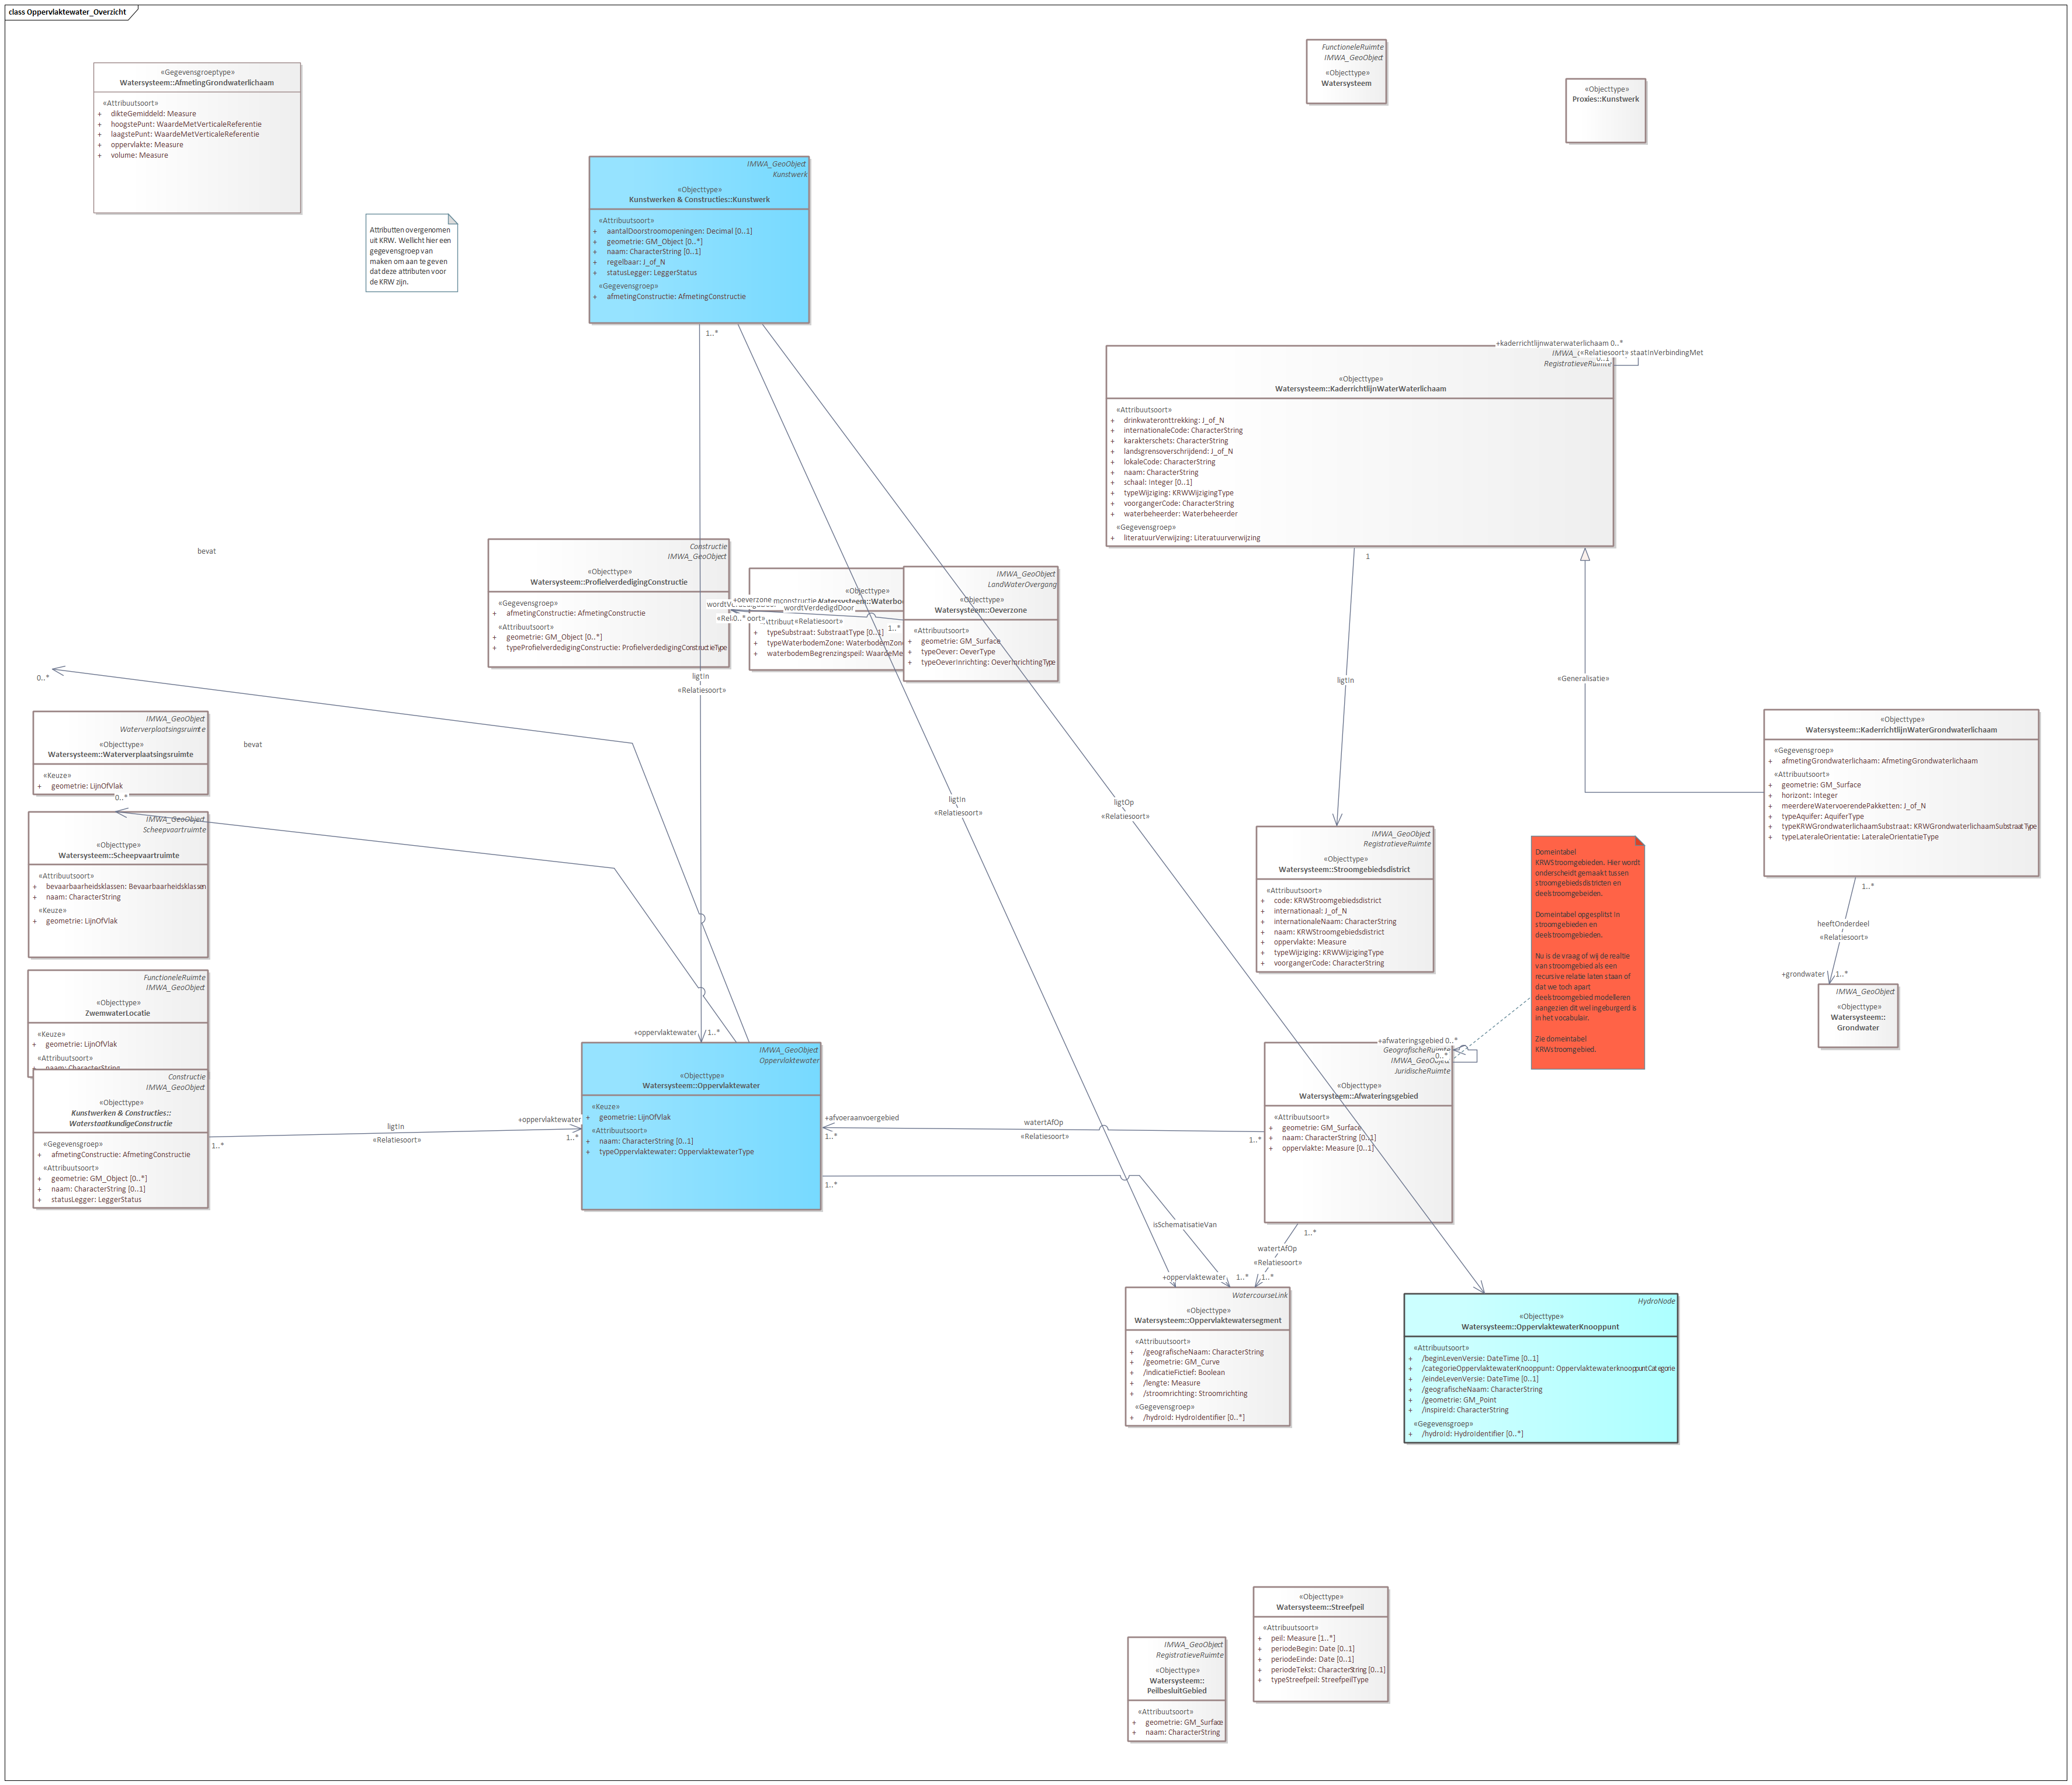 class Oppervlaktewater_Overzicht
«Gegevensgroeptype»
Watersysteem::AfmetingGrondwaterlichaam
«Attribuutsoort»
+ dikteGemiddeld: Measure
+ hoogstePunt: WaardeMetVerticaleReferentie
+ laagstePunt: WaardeMetVerticaleReferentie
+ oppervlakte: Measure
+ volume: Measure
Attributten overgenomen
uit KRW. Wellicht hier een
gegevensgroep van
maken om aan te geven
dat deze attributen voor
de KRW zijn.
IMWA_GeoObject
Kunstwerk
«Objecttype»
Kunstwerken & Constructies::Kunstwerk
«Attribuutsoort»
+ aantalDoorstroomopeningen: Decimal [0..1]
+ geometrie: GM_Object [0..*]
+ naam: CharacterString [0..1]
+ regelbaar: J_of_N
+ statusLegger: LeggerStatus
«Gegevensgroep»
+ afmetingConstructie: AfmetingConstructie
1..*
FunctioneleRuimte
IMWA_GeoObject
«Objecttype»
Watersysteem
«Objecttype»
Proxies::Kunstwerk
+kaderrichtlijnwaterwaterlichaam 0..*
«Relatiesoort» staatInVerbindingMet
IMWA_
0..1
RegistratieveRuimte
«Objecttype»
Watersysteem::KaderrichtlijnWaterWaterlichaam
«Attribuutsoort»
+ drinkwateronttrekking: J_of_N
+ internationaleCode: CharacterString
+ karakterschets: CharacterString
+ landsgrensoverschrijdend: J_of_N
+ lokaleCode: CharacterString
+ naam: CharacterString
+ schaal: Integer [0..1]
+ typeWijziging: KRWWijzigingType
+ voorgangerCode: CharacterString
+ waterbeheerder: Waterbeheerder
«Gegevensgroep»
+ literatuurVerwijzing: Literatuurverwijzing
1
ligtIn
«Generalisatie»
bevat
Constructie
IMWA_GeoObject
«Objecttype»
Watersysteem::ProfielverdedigingConstructie
«Gegevensgroep»
+ afmetingConstructie: AfmetingConstructie
«Attribuutsoort»
+ geometrie: GM_Object [0..*]
+ typeProfielverdedigingConstructie: ProfielverdedigingConstructieType
«Objecttype»
Watersysteem::Waterbo
+oeverzone
wordtVerdedigdDoor
«Relatiesoort»
0..*
1..*
+ typeSubstraat: SubstraatType [0..1]
+ typeWaterbodemZone: WaterbodemZon
+ waterbodemBegrenzingspeil: WaardeMe
IMWA_GeoObject
LandWaterOvergang
«Objecttype»
Watersysteem::Oeverzone
«Attribuutsoort»
+ geometrie: GM_Surface
+ typeOever: OeverType
+ typeOeverInrichting: OeverInrichtingType
ligtIn
«Relatiesoort»
0..*
IMWA_GeoObject
Waterverplaatsingsruimte
«Objecttype»
Watersysteem::Waterverplaatsingsruimte
«Keuze»
+ geometrie: LijnOfVlak
bevat
0..*
IMWA_GeoObject
Scheepvaartruimte
«Objecttype»
Watersysteem::Scheepvaartruimte
«Attribuutsoort»
+ bevaarbaarheidsklassen: Bevaarbaarheidsklassen
+ naam: CharacterString
«Keuze»
+ geometrie: LijnOfVlak
FunctioneleRuimte
IMWA_GeoObject
«Objecttype»
ZwemwaterLocatie
«Keuze»
+ geometrie: LijnOfVlak
«Attribuutsoort»
+ naam: CharacterString
Constructie
IMWA_GeoObject
«Objecttype»
Kunstwerken & Constructies::
WaterstaatkundigeConstructie
«Gegevensgroep»
+ afmetingConstructie: AfmetingConstructie
«Attribuutsoort»
+ geometrie: GM_Object [0..*]
+ naam: CharacterString [0..1]
+ statusLegger: LeggerStatus
1..*
ligtIn
«Relatiesoort»
+oppervlaktewater
1..*
+oppervlaktewater 1..*
IMWA_GeoObject
Oppervlaktewater
«Objecttype»
Watersysteem::Oppervlaktewater
«Keuze»
+ geometrie: LijnOfVlak
«Attribuutsoort»
+ naam: CharacterString [0..1]
+ typeOppervlaktewater: OppervlaktewaterType
+afvoeraanvoergebied
1..*
1..*
ligtIn
«Relatiesoort»
ligtOp
«Relatiesoort»
watertAfOp
«Relatiesoort»
1..*
isSchematisatieVan
IMWA_GeoObject
RegistratieveRuimte
«Objecttype»
Watersysteem::Stroomgebiedsdistrict
«Attribuutsoort»
+ code: KRWStroomgebiedsdistrict
+ internationaal: J_of_N
+ internationaleNaam: CharacterString
+ naam: KRWStroomgebiedsdistrict
+ oppervlakte: Measure
+ typeWijziging: KRWWijzigingType
+ voorgangerCode: CharacterString
Domeintabel
KRWStroomgebieden. Hier wordt
onderscheidt gemaakt tussen
stroomgebiedsdistricten en
deelstroomgebeiden.
Domeintabel opgesplitst in
stroomgebieden en
deelstroomgebieden.
Nu is de vraag of wij de realtie
van stroomgebied als een
recursive relatie laten staan of
dat we toch apart
deelstroomgebied modelleren
aangezien dit wel ingeburgerd is
in het vocabulair.
Zie domeintabel
KRWstroomgebied.
«Objecttype»
Watersysteem::KaderrichtlijnWaterGrondwaterlichaam
«Gegevensgroep»
+ afmetingGrondwaterlichaam: AfmetingGrondwaterlichaam
«Attribuutsoort»
+ geometrie: GM_Surface
+ horizont: Integer
+ meerdereWatervoerendePakketten: J_of_N
+ typeAquifer: AquiferType
+ typeKRWGrondwaterlichaamSubstraat: KRWGrondwaterlichaamSubstraatType
+ typeLateraleOrientatie: LateraleOrientatieType
1..*
heeftOnderdeel
«Relatiesoort»
+grondwater 1..*
IMWA_GeoObject
«Objecttype»
Watersysteem::
Grondwater
+afwateringsgebied 0..*
GeografischeRuimte
0..*
IMWA_GeoObject
JuridischeRuimte
«Objecttype»
Watersysteem::Afwateringsgebied
«Attribuutsoort»
+ geometrie: GM_Surface
+ naam: CharacterString [0..1]
+ oppervlakte: Measure [0..1]
1..*
watertAfOp
«Relatiesoort»
+oppervlaktewater 1..* 1..*
WatercourseLink
«Objecttype»
Watersysteem::Oppervlaktewatersegment
«Attribuutsoort»
+ /geografischeNaam: CharacterString
+ /geometrie: GM_Curve
+ /indicatieFictief: Boolean
+ /lengte: Measure
+ /stroomrichting: Stroomrichting
«Gegevensgroep»
+ /hydroId: HydroIdentifier [0..*]
HydroNode
«Objecttype»
Watersysteem::OppervlaktewaterKnooppunt
«Attribuutsoort»
+ /beginLevenVersie: DateTime [0..1]
+ /categorieOppervlaktewaterKnooppunt: OppervlaktewaterknooppuntCategorie
+ /eindeLevenVersie: DateTime [0..1]
+ /geografischeNaam: CharacterString
+ /geometrie: GM_Point
+ /inspireId: CharacterString
«Gegevensgroep»
+ /hydroId: HydroIdentifier [0..*]
«Objecttype»
Watersysteem::Streefpeil
«Attribuutsoort»
+ peil: Measure [1..*]
+ periodeBegin: Date [0..1]
+ periodeEinde: Date [0..1]
+ periodeTekst: CharacterString [0..1]
+ typeStreefpeil: StreefpeilType
IMWA_GeoObject
RegistratieveRuimte
«Objecttype»
Watersysteem::
PeilbesluitGebied
«Attribuutsoort»
+ geometrie: GM_Surface
+ naam: CharacterString